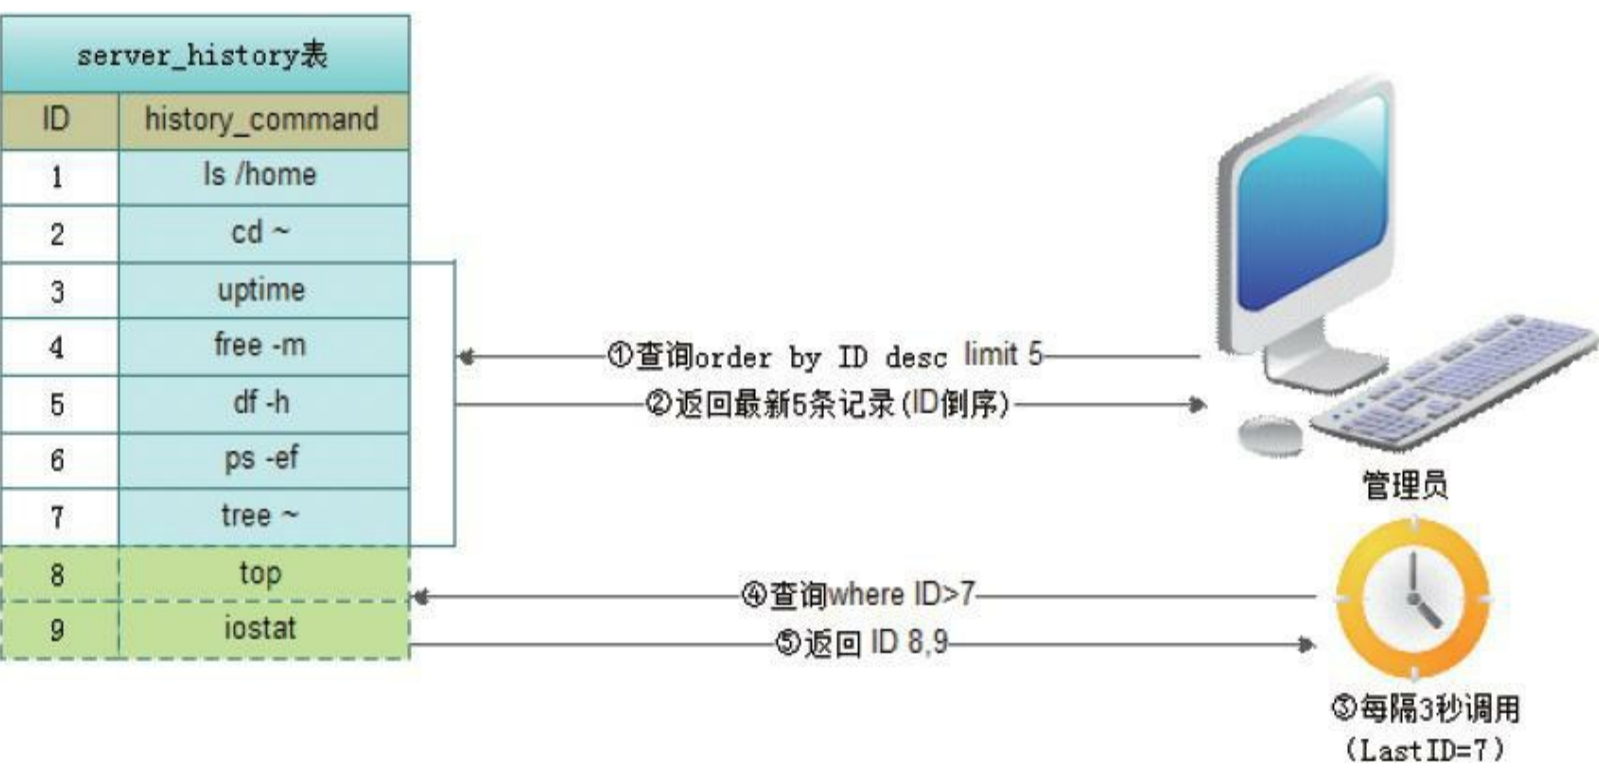 server_history表
ID history_command
1 ls /home
2 cd ~
3 uptime
4 free -m
5 df -h
6 ps -ef
7 tree ~
8 top
9 iostat
①查询order by ID desc limit 5
②返回最新5条记录(ID倒序)
管理员
④查询where ID>7
⑤返回 ID 8,9
③每隔3秒调用
(LastID=7)